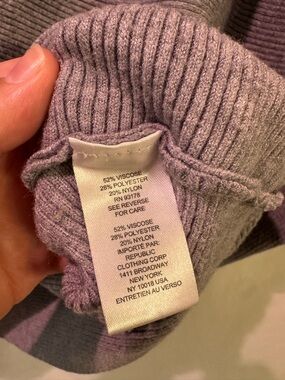 52% VISCOSE
28% POLYESTER
20% NYLON
RN 93178
SEE REVERSE
FOR CARE
52% VISCOSE
28% POLYESTER
20% NYLON
IMPORTÉ PAR:
REPUBLIC
CLOTHING CORP
1411 BROADWAY
NEW YORK
NY 10018 USA
ENTRETIEN AU VERSO